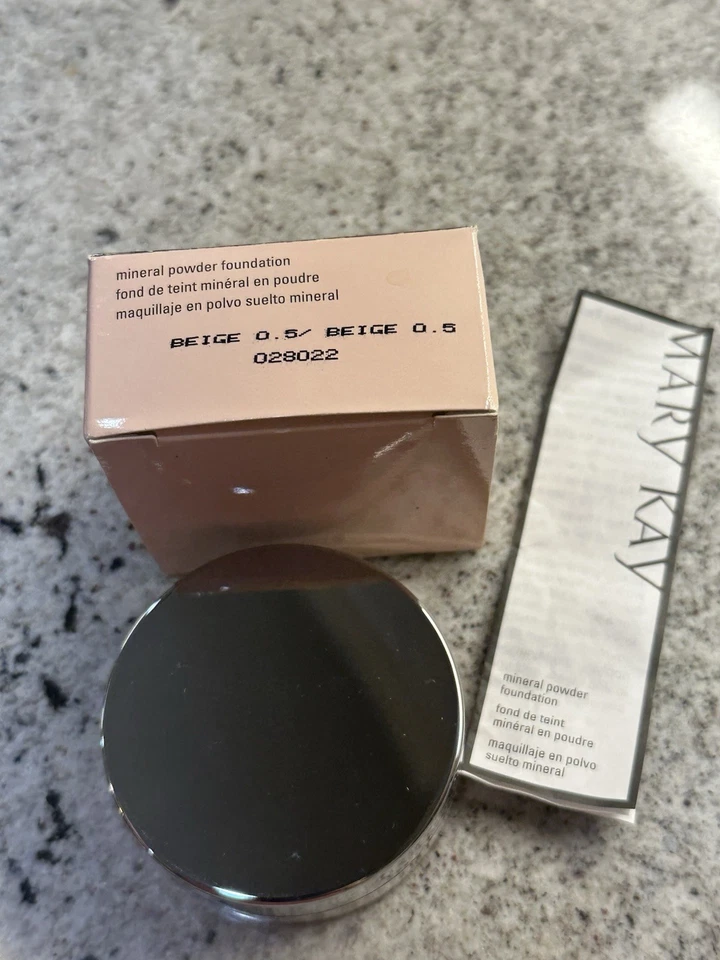 mineral powder foundation
fond de teint minéral en poudre
maquillaje en polvo suelto mineral
BEIGE 0.5/ BEIGE 0.5
028022
MARY KAY
mineral powder
foundation
fond de teint
minéral en poudre
maquillaje en polvo
suelto mineral